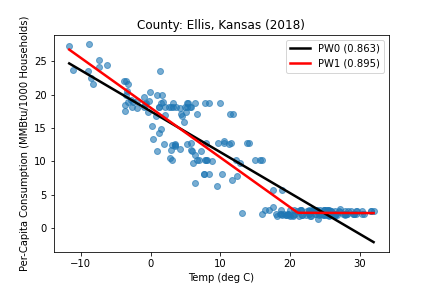 County: Ellis, Kansas (2018)
Per-Capita Consumption (MMBtu/1000 Households)
25
20
15
10
5
0
PW0 (0.863)
PW1 (0.895)
−10
0
10
20
30
Temp (deg C)